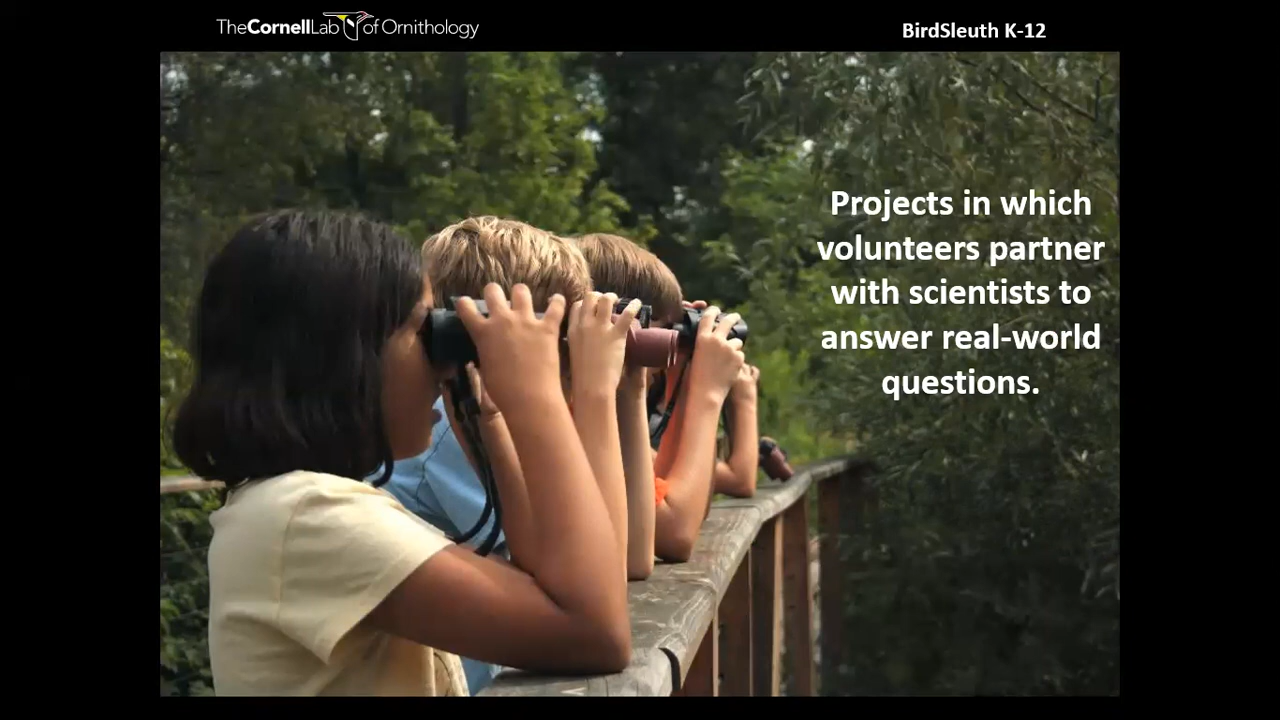 TheCornellLab of Ornithology
BirdSleuth K-12
Projects in which
volunteers partner
with scientists to
answer real-world
questions.